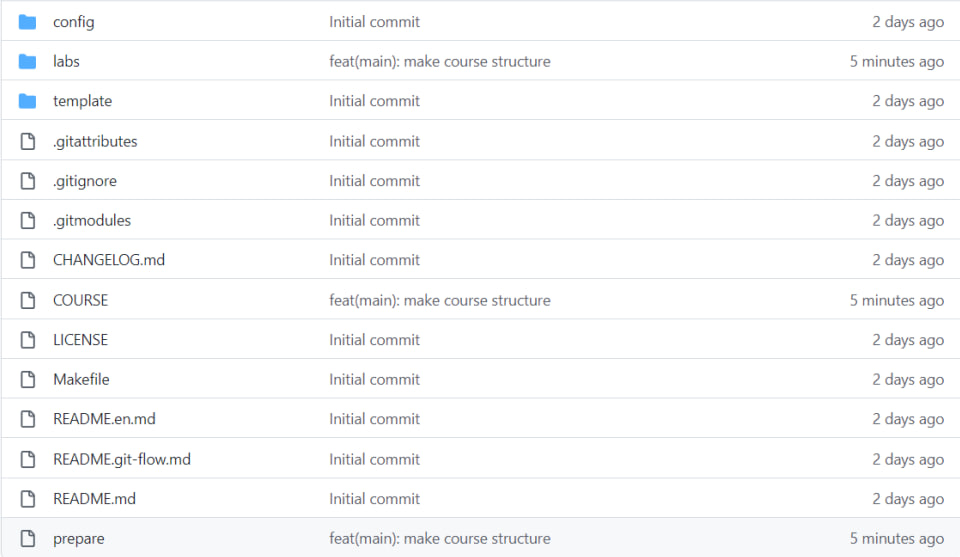 config Initial commit 2 days ago
labs feat(main): make course structure 5 minutes ago
template Initial commit 2 days ago
.gitattributes Initial commit 2 days ago
.gitignore Initial commit 2 days ago
.gitmodules Initial commit 2 days ago
CHANGELOG.md Initial commit 2 days ago
COURSE feat(main): make course structure 5 minutes ago
LICENSE Initial commit 2 days ago
Makefile Initial commit 2 days ago
README.en.md Initial commit 2 days ago
README.git-flow.md Initial commit 2 days ago
README.md Initial commit 2 days ago
prepare feat(main): make course structure 5 minutes ago